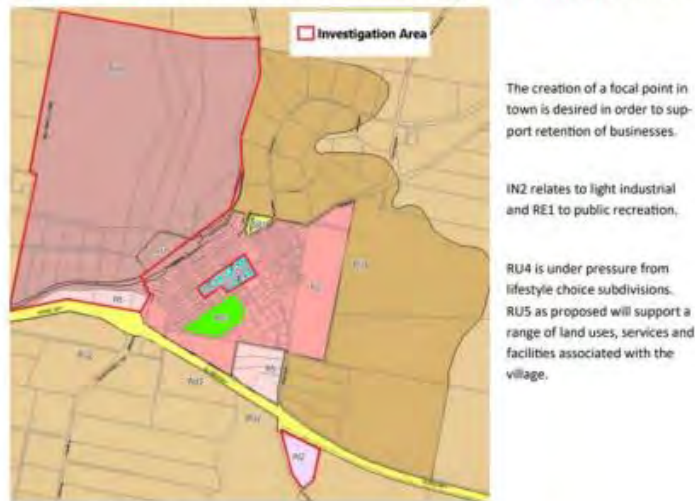 Investigation Area
The creation of a focal point in
town is desired in order to sup-
port retention of businesses.
IN2 relates to light industrial
and RE1 to public recreation.
RU4 is under pressure from
lifestyle choice subdivisions.
RU5 as proposed will support a
range of land uses, services and
facilities associated with the
village.